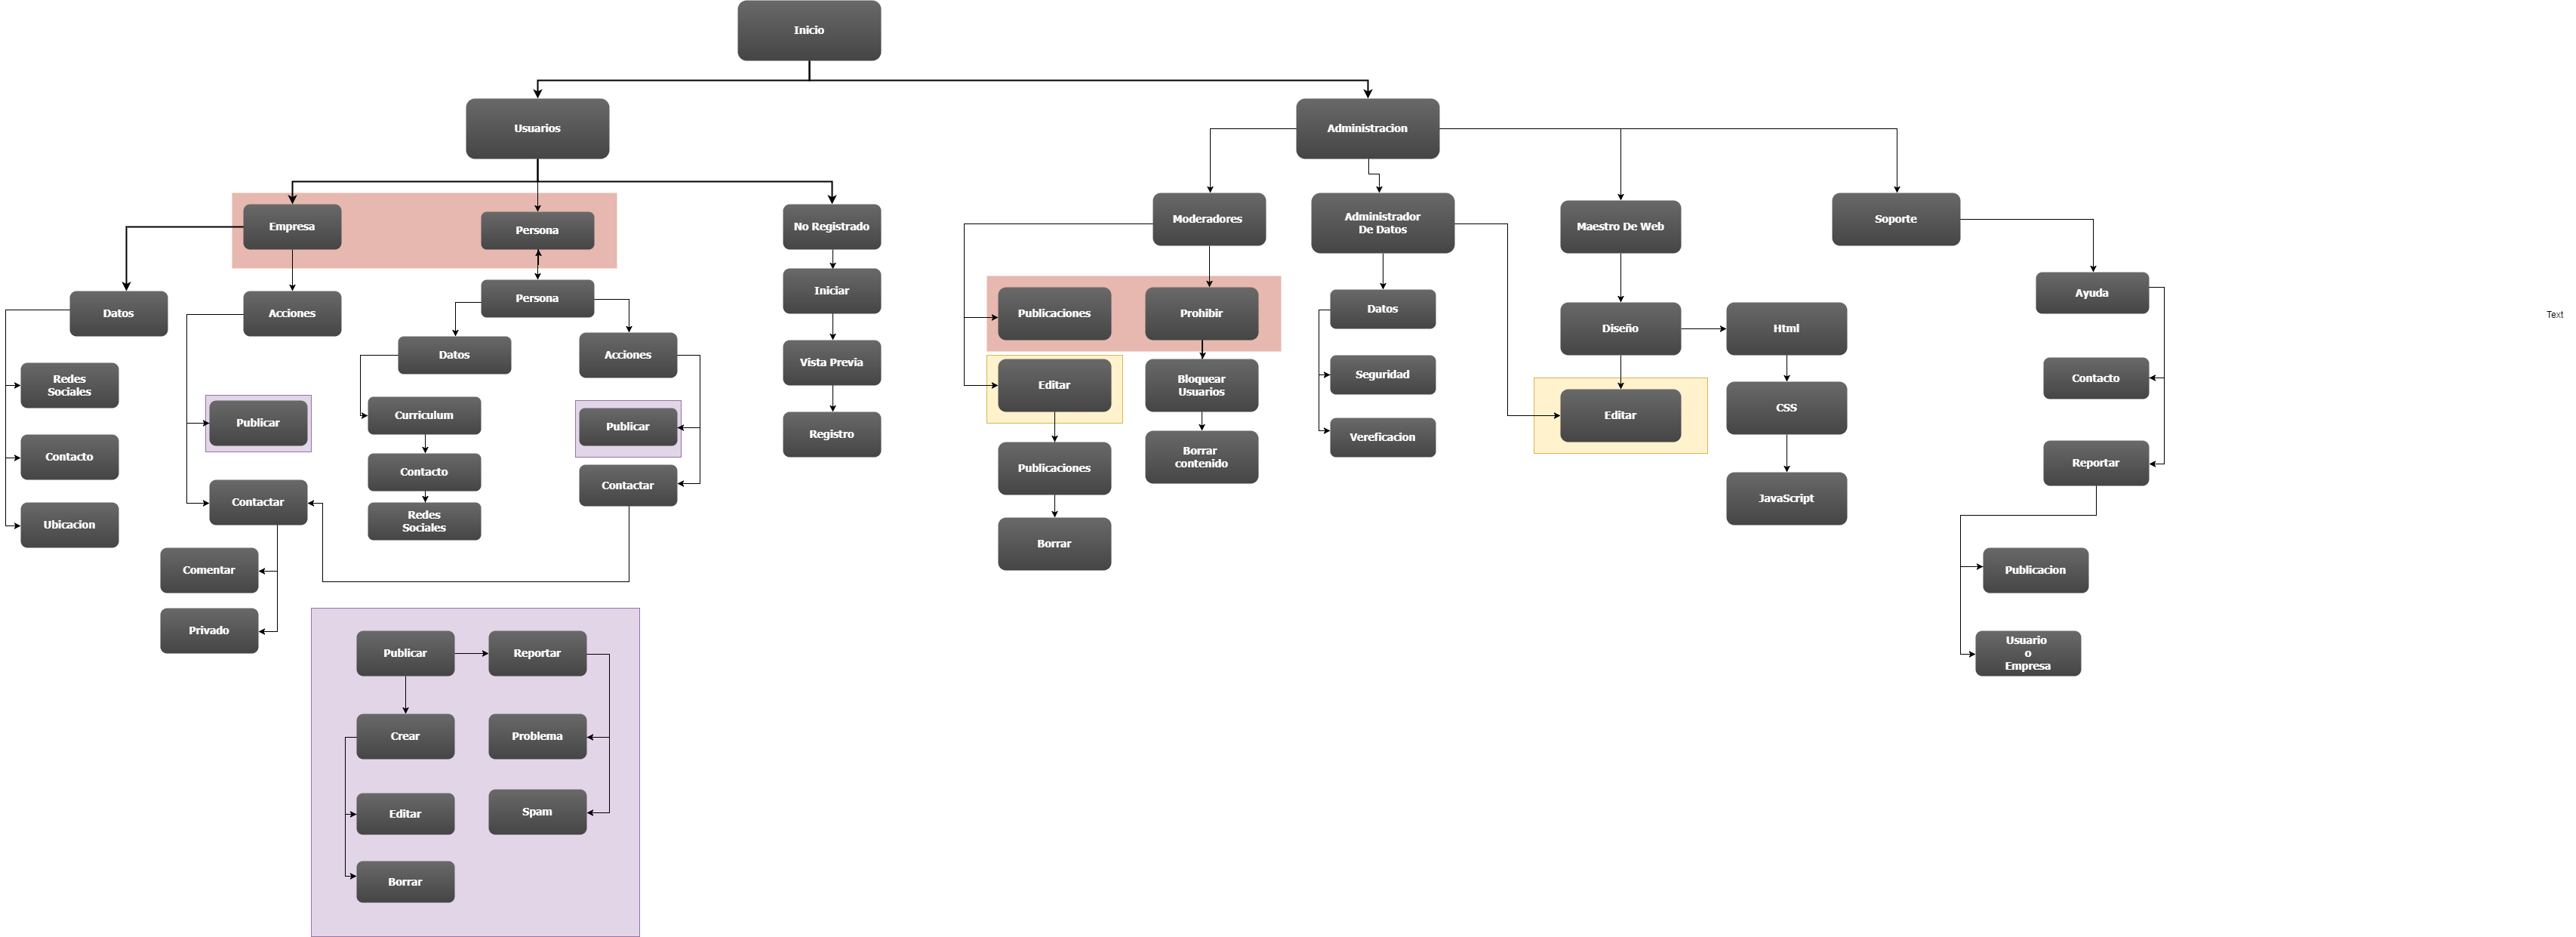 Inicio
Usuarios
Administracion
Empresa
Persona
No Registrado
Moderadores
Administrador
De Datos
Maestro De Web
Soporte
Datos
Acciones
Persona
Iniciar
Publicaciones
Prohibir
Datos
Diseño
Html
Ayuda
Text
Datos
Acciones
Vista Previa
Redes
Sociales
Editar
Bloquear
Usuarios
Seguridad
Contacto
Publicar
Curriculum
Publicar
Registro
Vereficacion
Editar
CSS
Contacto
Contacto
Contactar
Publicaciones
Borrar
contenido
Reportar
Ubicacion
Contactar
Redes
Sociales
JavaScript
Comentar
Borrar
Publicacion
Privado
Publicar
Reportar
Usuario
o
Empresa
Crear
Problema
Editar
Spam
Borrar